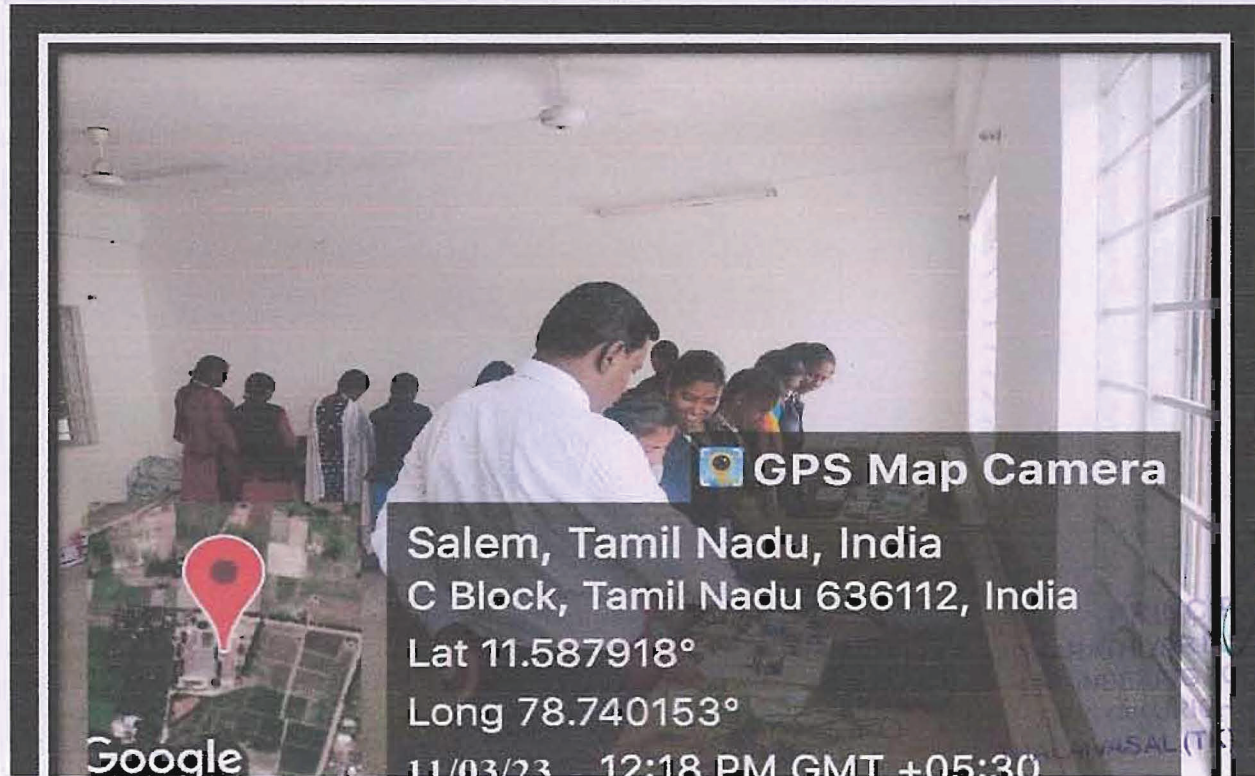 GPS Map Camera
Salem, Tamil Nadu, India
C Block, Tamil Nadu 636112, India
Lat 11.587918°
Long 78.740153°
Google
11/03/23 12:18 PM GMT +05:30
(TK)